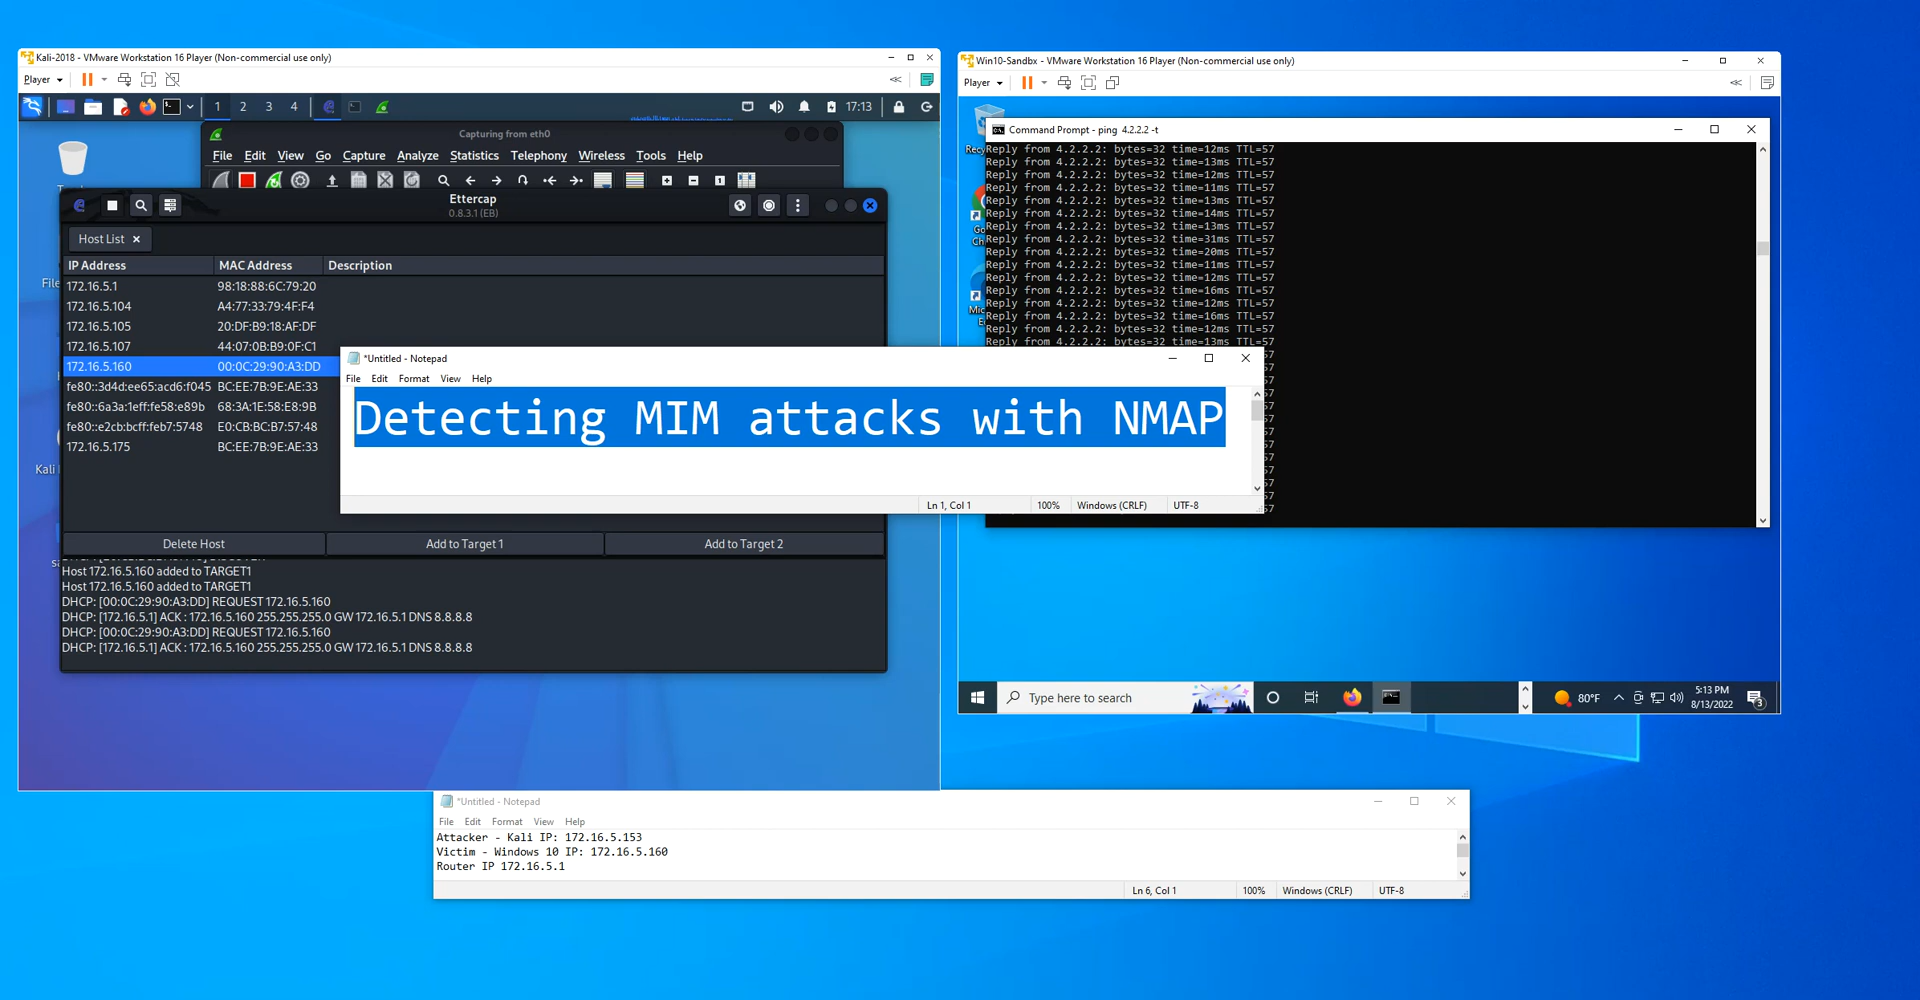 Kali-2018 - VMware Workstation 16 Player (Non-commercial use only)
Player
1 2 3 4
17:13
Capturing from eth0
File Edit View Go Capture Analyze Statistics Telephony Wireless Tools Help
Ettercap
0.8.3.1 (EB)
Host List
IP Address MAC Address Description
172.16.5.1 98:18:88:6C:79:20
172.16.5.104 A4:77:33:79:4F:F4
172.16.5.105 20:DF:B9:18:AF:DF
172.16.5.107 44:07:0B:B9:0F:C1
172.16.5.160 00:0C:29:90:A3:DD
fe80::3d4d:ee65:acd6:f045 BC:EE:7B:9E:AE:33
fe80::6a3a:1eff:fe58:e89b 68:3A:1E:58:E8:9B
fe80::e2cb:bcff:feb7:5748 E0:CB:BC:B7:57:48
172.16.5.175 BC:EE:7B:9E:AE:33
Delete Host Add to Target 1 Add to Target 2
Host 172.16.5.160 added to TARGET1
Host 172.16.5.160 added to TARGET1
DHCP: [00:0C:29:90:A3:DD] REQUEST 172.16.5.160
DHCP: [172.16.5.1] ACK : 172.16.5.160 255.255.255.0 GW 172.16.5.1 DNS 8.8.8.8
DHCP: [00:0C:29:90:A3:DD] REQUEST 172.16.5.160
DHCP: [172.16.5.1] ACK : 172.16.5.160 255.255.255.0 GW 172.16.5.1 DNS 8.8.8.8
File
Kali
*Untitled - Notepad
File Edit Format View Help
Detecting MIM attacks with NMAP
Ln 1, Col 1 100% Windows (CRLF) UTF-8
Win10-Sandbx - VMware Workstation 16 Player (Non-commercial use only)
Player
Command Prompt - ping 4.2.2.2 -t
Reply from 4.2.2.2: bytes=32 time=12ms TTL=57
Reply from 4.2.2.2: bytes=32 time=13ms TTL=57
Reply from 4.2.2.2: bytes=32 time=12ms TTL=57
Reply from 4.2.2.2: bytes=32 time=11ms TTL=57
Reply from 4.2.2.2: bytes=32 time=13ms TTL=57
Reply from 4.2.2.2: bytes=32 time=14ms TTL=57
Reply from 4.2.2.2: bytes=32 time=13ms TTL=57
Reply from 4.2.2.2: bytes=32 time=31ms TTL=57
Reply from 4.2.2.2: bytes=32 time=20ms TTL=57
Reply from 4.2.2.2: bytes=32 time=11ms TTL=57
Reply from 4.2.2.2: bytes=32 time=12ms TTL=57
Reply from 4.2.2.2: bytes=32 time=16ms TTL=57
Reply from 4.2.2.2: bytes=32 time=12ms TTL=57
Reply from 4.2.2.2: bytes=32 time=16ms TTL=57
Reply from 4.2.2.2: bytes=32 time=12ms TTL=57
Reply from 4.2.2.2: bytes=32 time=13ms TTL=57
Type here to search
80°F
5:13 PM
8/13/2022
3
*Untitled - Notepad
File Edit Format View Help
Attacker - Kali IP: 172.16.5.153
Victim - Windows 10 IP: 172.16.5.160
Router IP 172.16.5.1
Ln 6, Col 1 100% Windows (CRLF) UTF-8